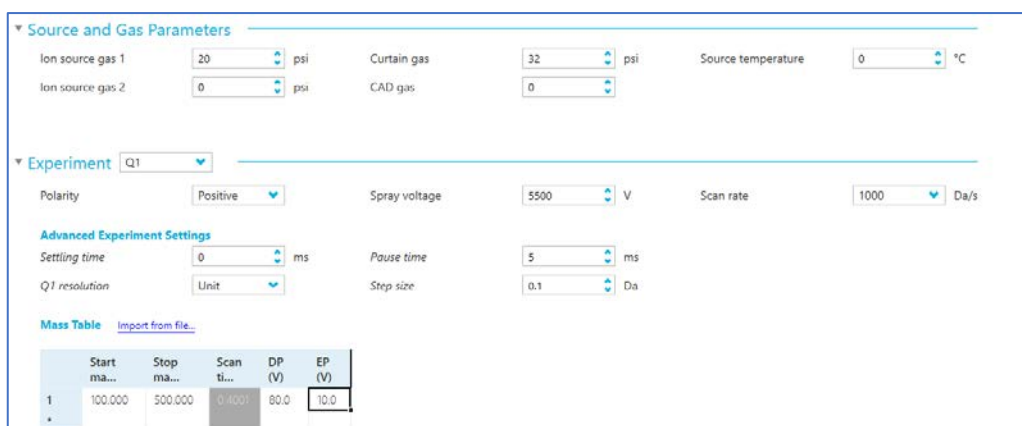 Source and Gas Parameters
Ion source gas 1 20 psi Curtain gas 32 psi Source temperature 0 °C
Ion source gas 2 0 psi CAD gas 0
Experiment Q1
Polarity Positive Spray voltage 5500 V Scan rate 1000 Da/s
Advanced Experiment Settings
Settling time 0 ms Pause time 5 ms
Q1 resolution Unit Step size 0.1 Da
Mass Table Import from file...
Start Stop Scan DP EP
ma... ma... ti... (V) (V)
1 100.000 500.000 0.4001 80.0 10.0
*